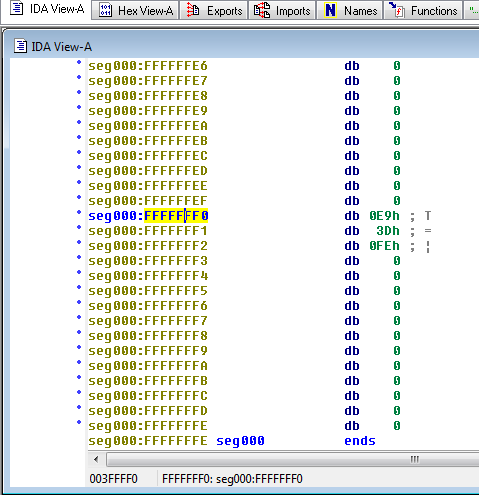 IDA View-A Hex View-A Exports Imports N Names Functions
IDA View-A
seg000:FFFFFFE6 db 0
seg000:FFFFFFE7 db 0
seg000:FFFFFFE8 db 0
seg000:FFFFFFE9 db 0
seg000:FFFFFFEA db 0
seg000:FFFFFFEB db 0
seg000:FFFFFFEC db 0
seg000:FFFFFFED db 0
seg000:FFFFFFEE db 0
seg000:FFFFFFEF db 0
seg000:FFFFFFF0 db 0E9h ; T
seg000:FFFFFFF1 db 3Dh ; =
seg000:FFFFFFF2 db 0FEh ; ¦
seg000:FFFFFFF3 db 0
seg000:FFFFFFF4 db 0
seg000:FFFFFFF5 db 0
seg000:FFFFFFF6 db 0
seg000:FFFFFFF7 db 0
seg000:FFFFFFF8 db 0
seg000:FFFFFFF9 db 0
seg000:FFFFFFFA db 0
seg000:FFFFFFFB db 0
seg000:FFFFFFFC db 0
seg000:FFFFFFFD db 0
seg000:FFFFFFFE db 0
seg000:FFFFFFFE seg000 ends
003FFFF0 FFFFFFF0: seg000:FFFFFFF0